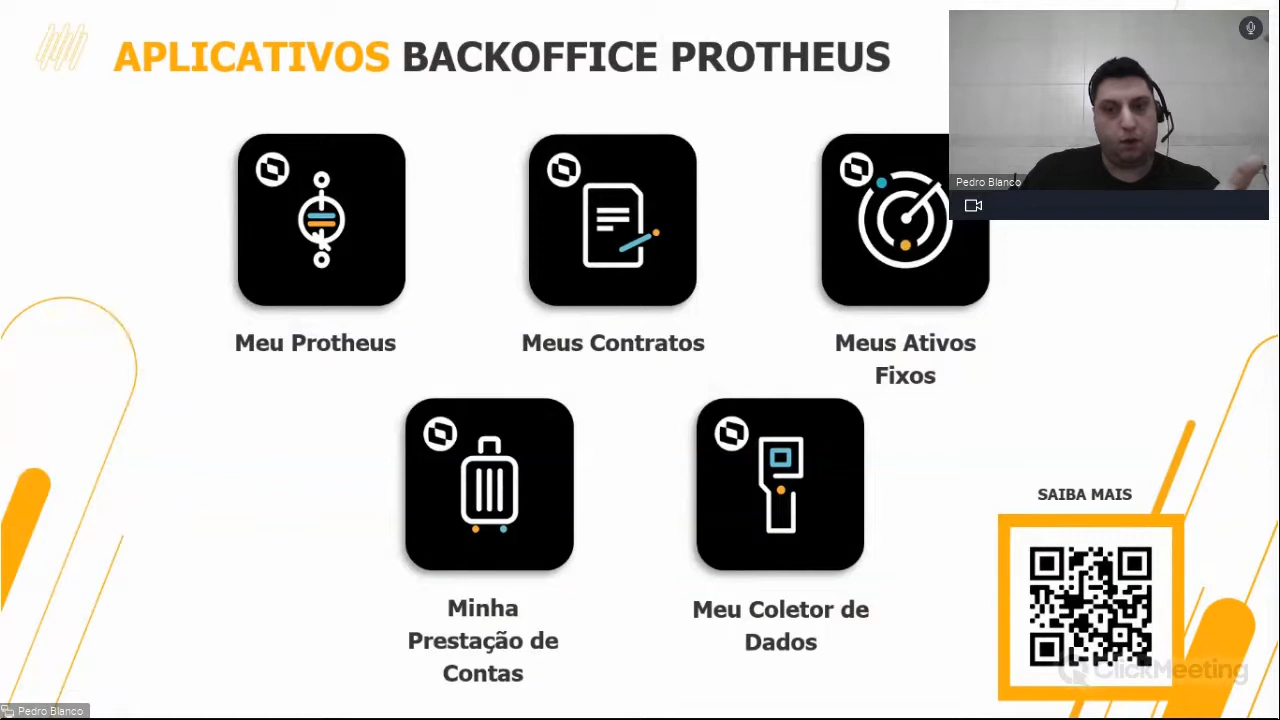 APLICATIVOS BACKOFFICE PROTHEUS
Pedro Blanco
Meu Protheus
Meus Contratos
Meus Ativos
Fixos
Minha
Prestação de
Contas
Meu Coletor de
Dados
SAIBA MAIS
ClickMeeting
Pedro Blanco